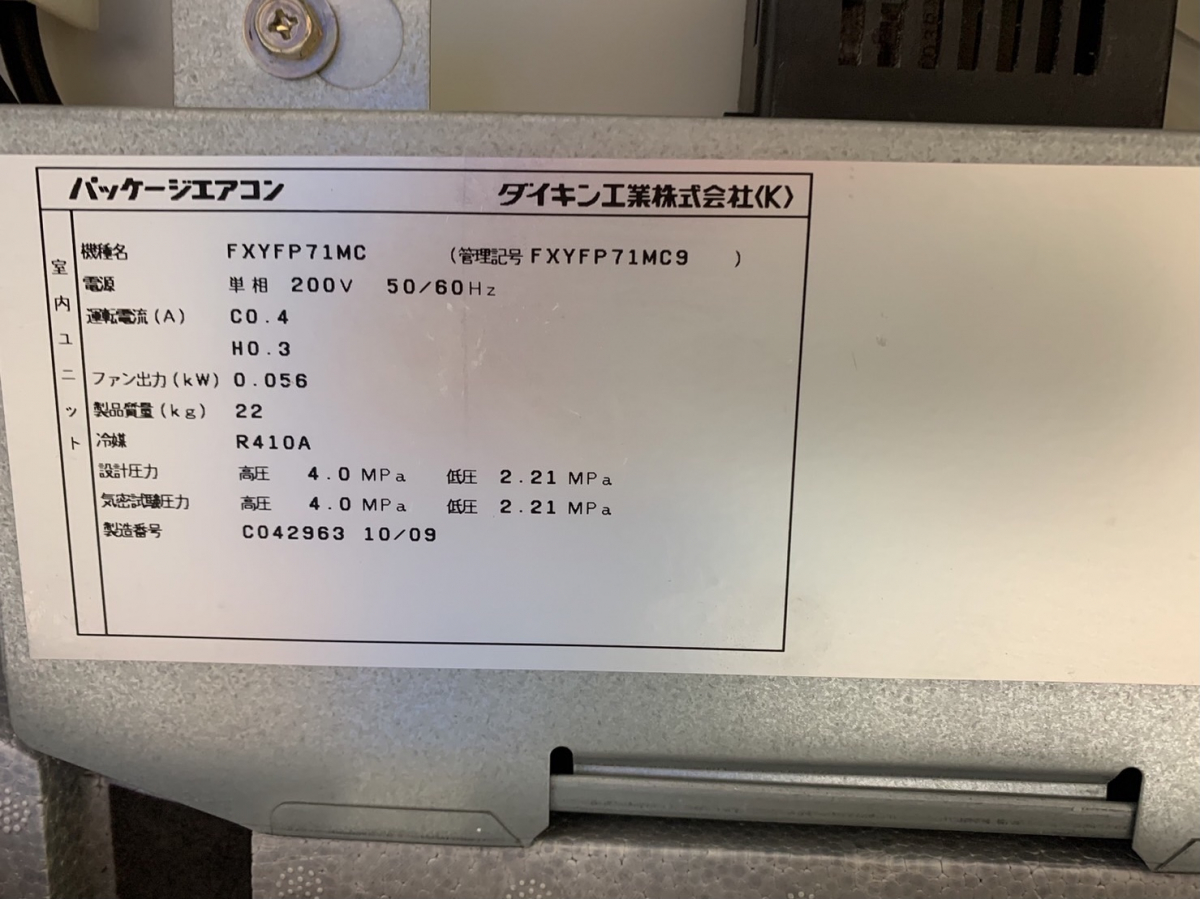 パッケージエアコン ダイキン工業株式会社〈K〉
室内ユニット
機種名 FXYFP71MC (管理記号 FXYFP71MC9 )
電源 単相 200V 50/60Hz
運転電流(A) C0.4
H0.3
ファン出力(kW) 0.056
製品質量(kg) 22
冷媒 R410A
設計圧力 高圧 4.0 MPa 低圧 2.21 MPa
気密試験圧力 高圧 4.0 MPa 低圧 2.21 MPa
製造番号 C042963 10/09